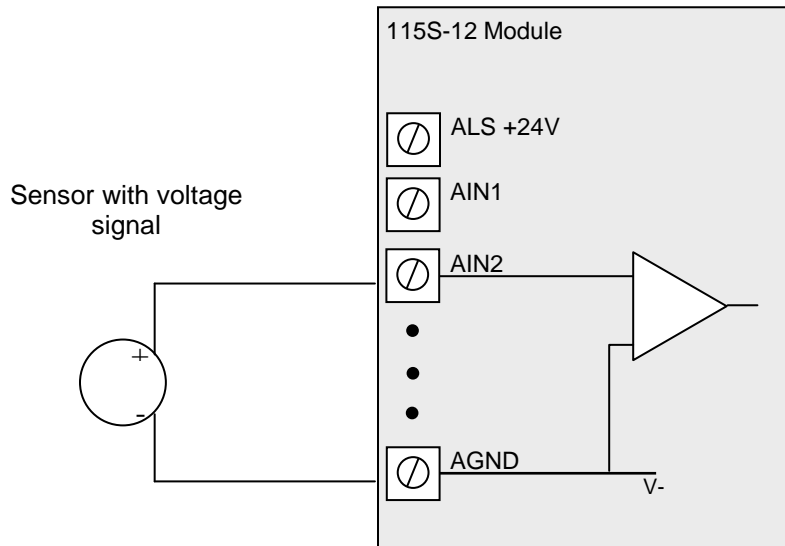 115S-12 Module
ALS +24V
AIN1
Sensor with voltage
signal
AIN2
+
-
AGND
V-